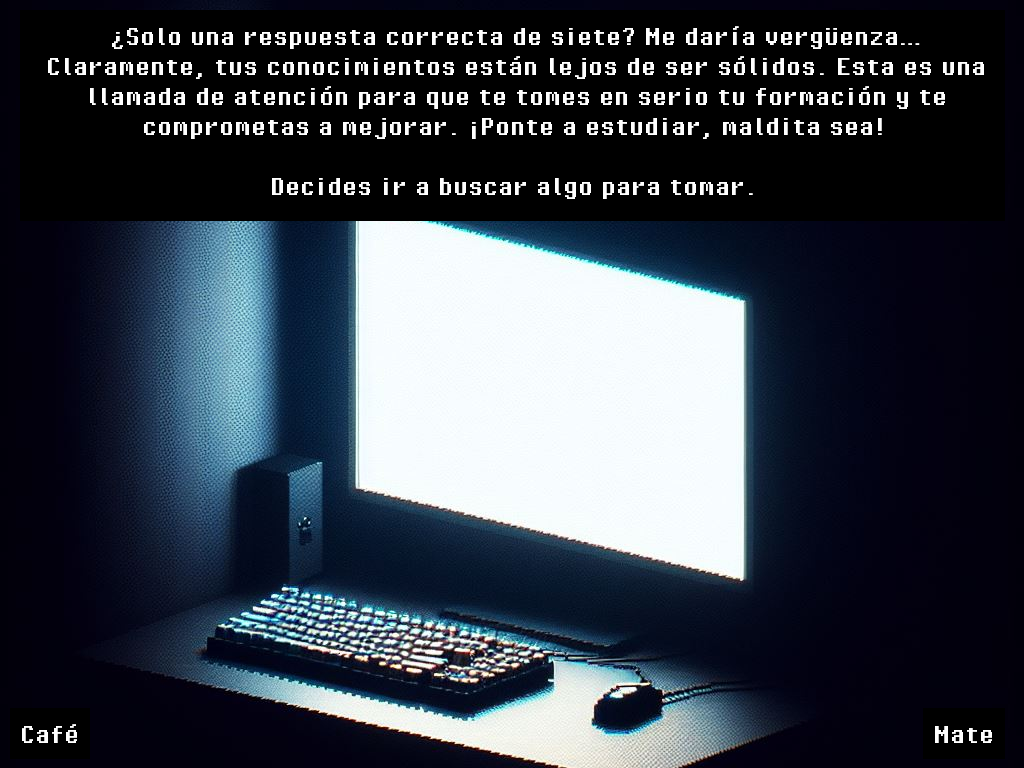 ¿Solo una respuesta correcta de siete? Me daría vergüenza...
Claramente, tus conocimientos están lejos de ser sólidos. Esta es una
llamada de atención para que te tomes en serio tu formación y te
comprometas a mejorar. ¡Ponte a estudiar, maldita sea!
Decides ir a buscar algo para tomar.
Café
Mate